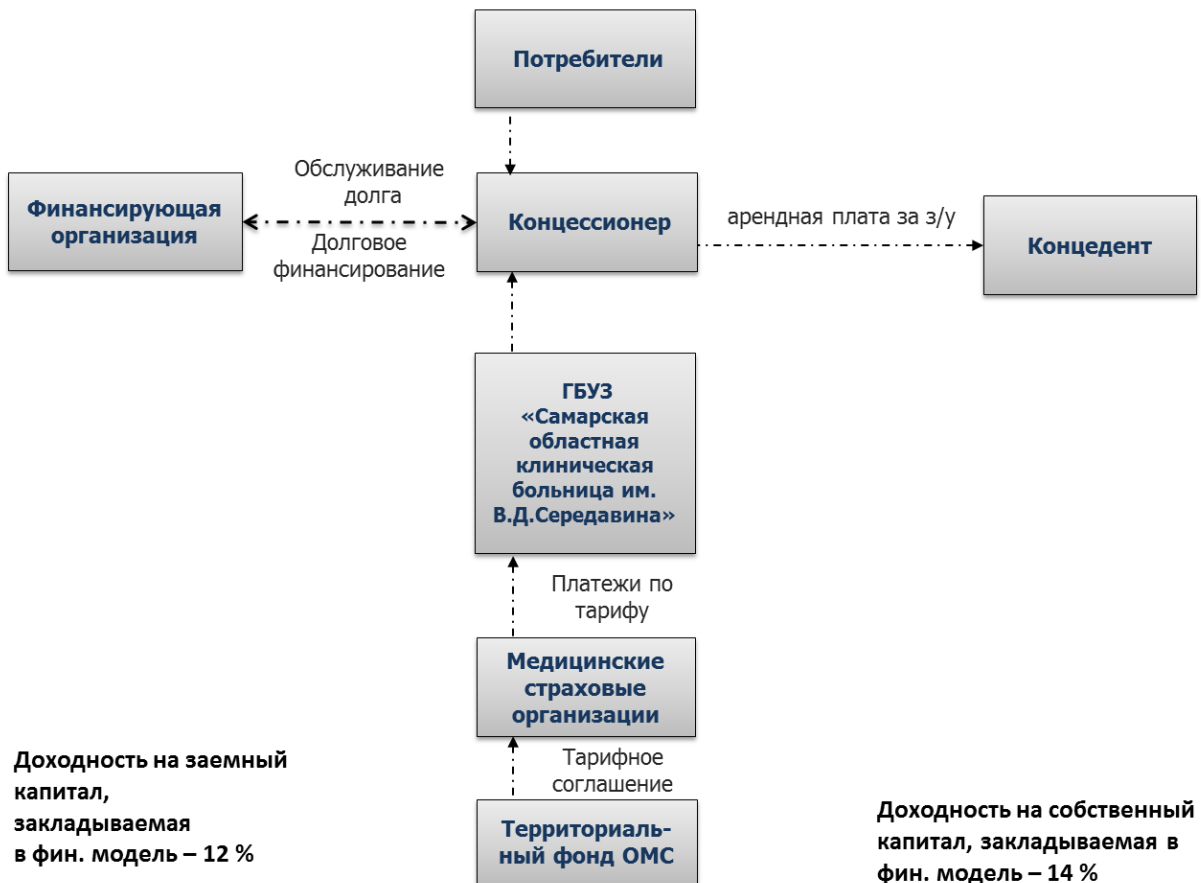 Потребители
Обслуживание
долга
Финансирующая
организация
Долговое
финансирование
Концессионер
арендная плата за з/у
Концедент
ГБУЗ
«Самарская
областная
клиническая
больница им.
В.Д.Середавина»
Платежи по
тарифу
Медицинские
страховые
организации
Тарифное
соглашение
Территориаль-
ный фонд ОМС
Доходность на заемный
капитал,
закладываемая
в фин. модель – 12 %
Доходность на собственный
капитал, закладываемая в
фин. модель – 14 %